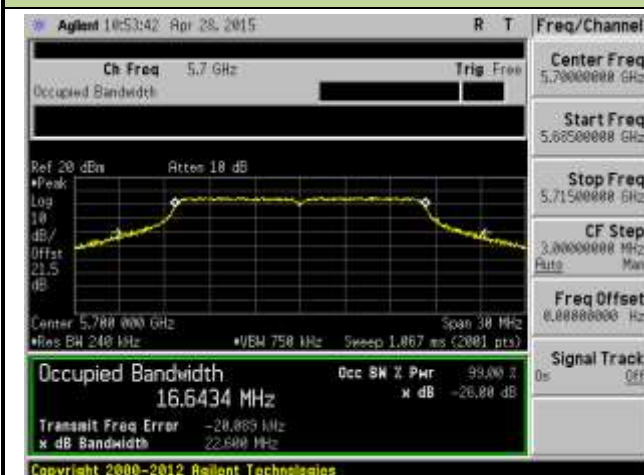 Agilent 10:53:42 Apr 28, 2015 R T
Freq/Channel
Ch Freq 5.7 GHz Trig Free
Occupied Bandwidth
Center Freq
5.70000000 GHz
Start Freq
5.68500000 GHz
Stop Freq
5.71500000 GHz
CF Step
3.00000000 MHz
Auto Man
Freq Offset
0.00000000 Hz
Signal Track
On Off
Ref 20 dBm Atten 10 dB
•Peak
Log
10
dB/
Offst
21.5
dB
Center 5.700 000 GHz Span 30 MHz
•Res BW 240 kHz •VBW 750 kHz Sweep 1.067 ms (2001 pts)
Occupied Bandwidth
16.6434 MHz
Occ BW % Pwr 99.00 %
x dB -26.00 dB
Transmit Freq Error -20.089 kHz
x dB Bandwidth 22.600 MHz
Copyright 2000-2012 Agilent Technologies